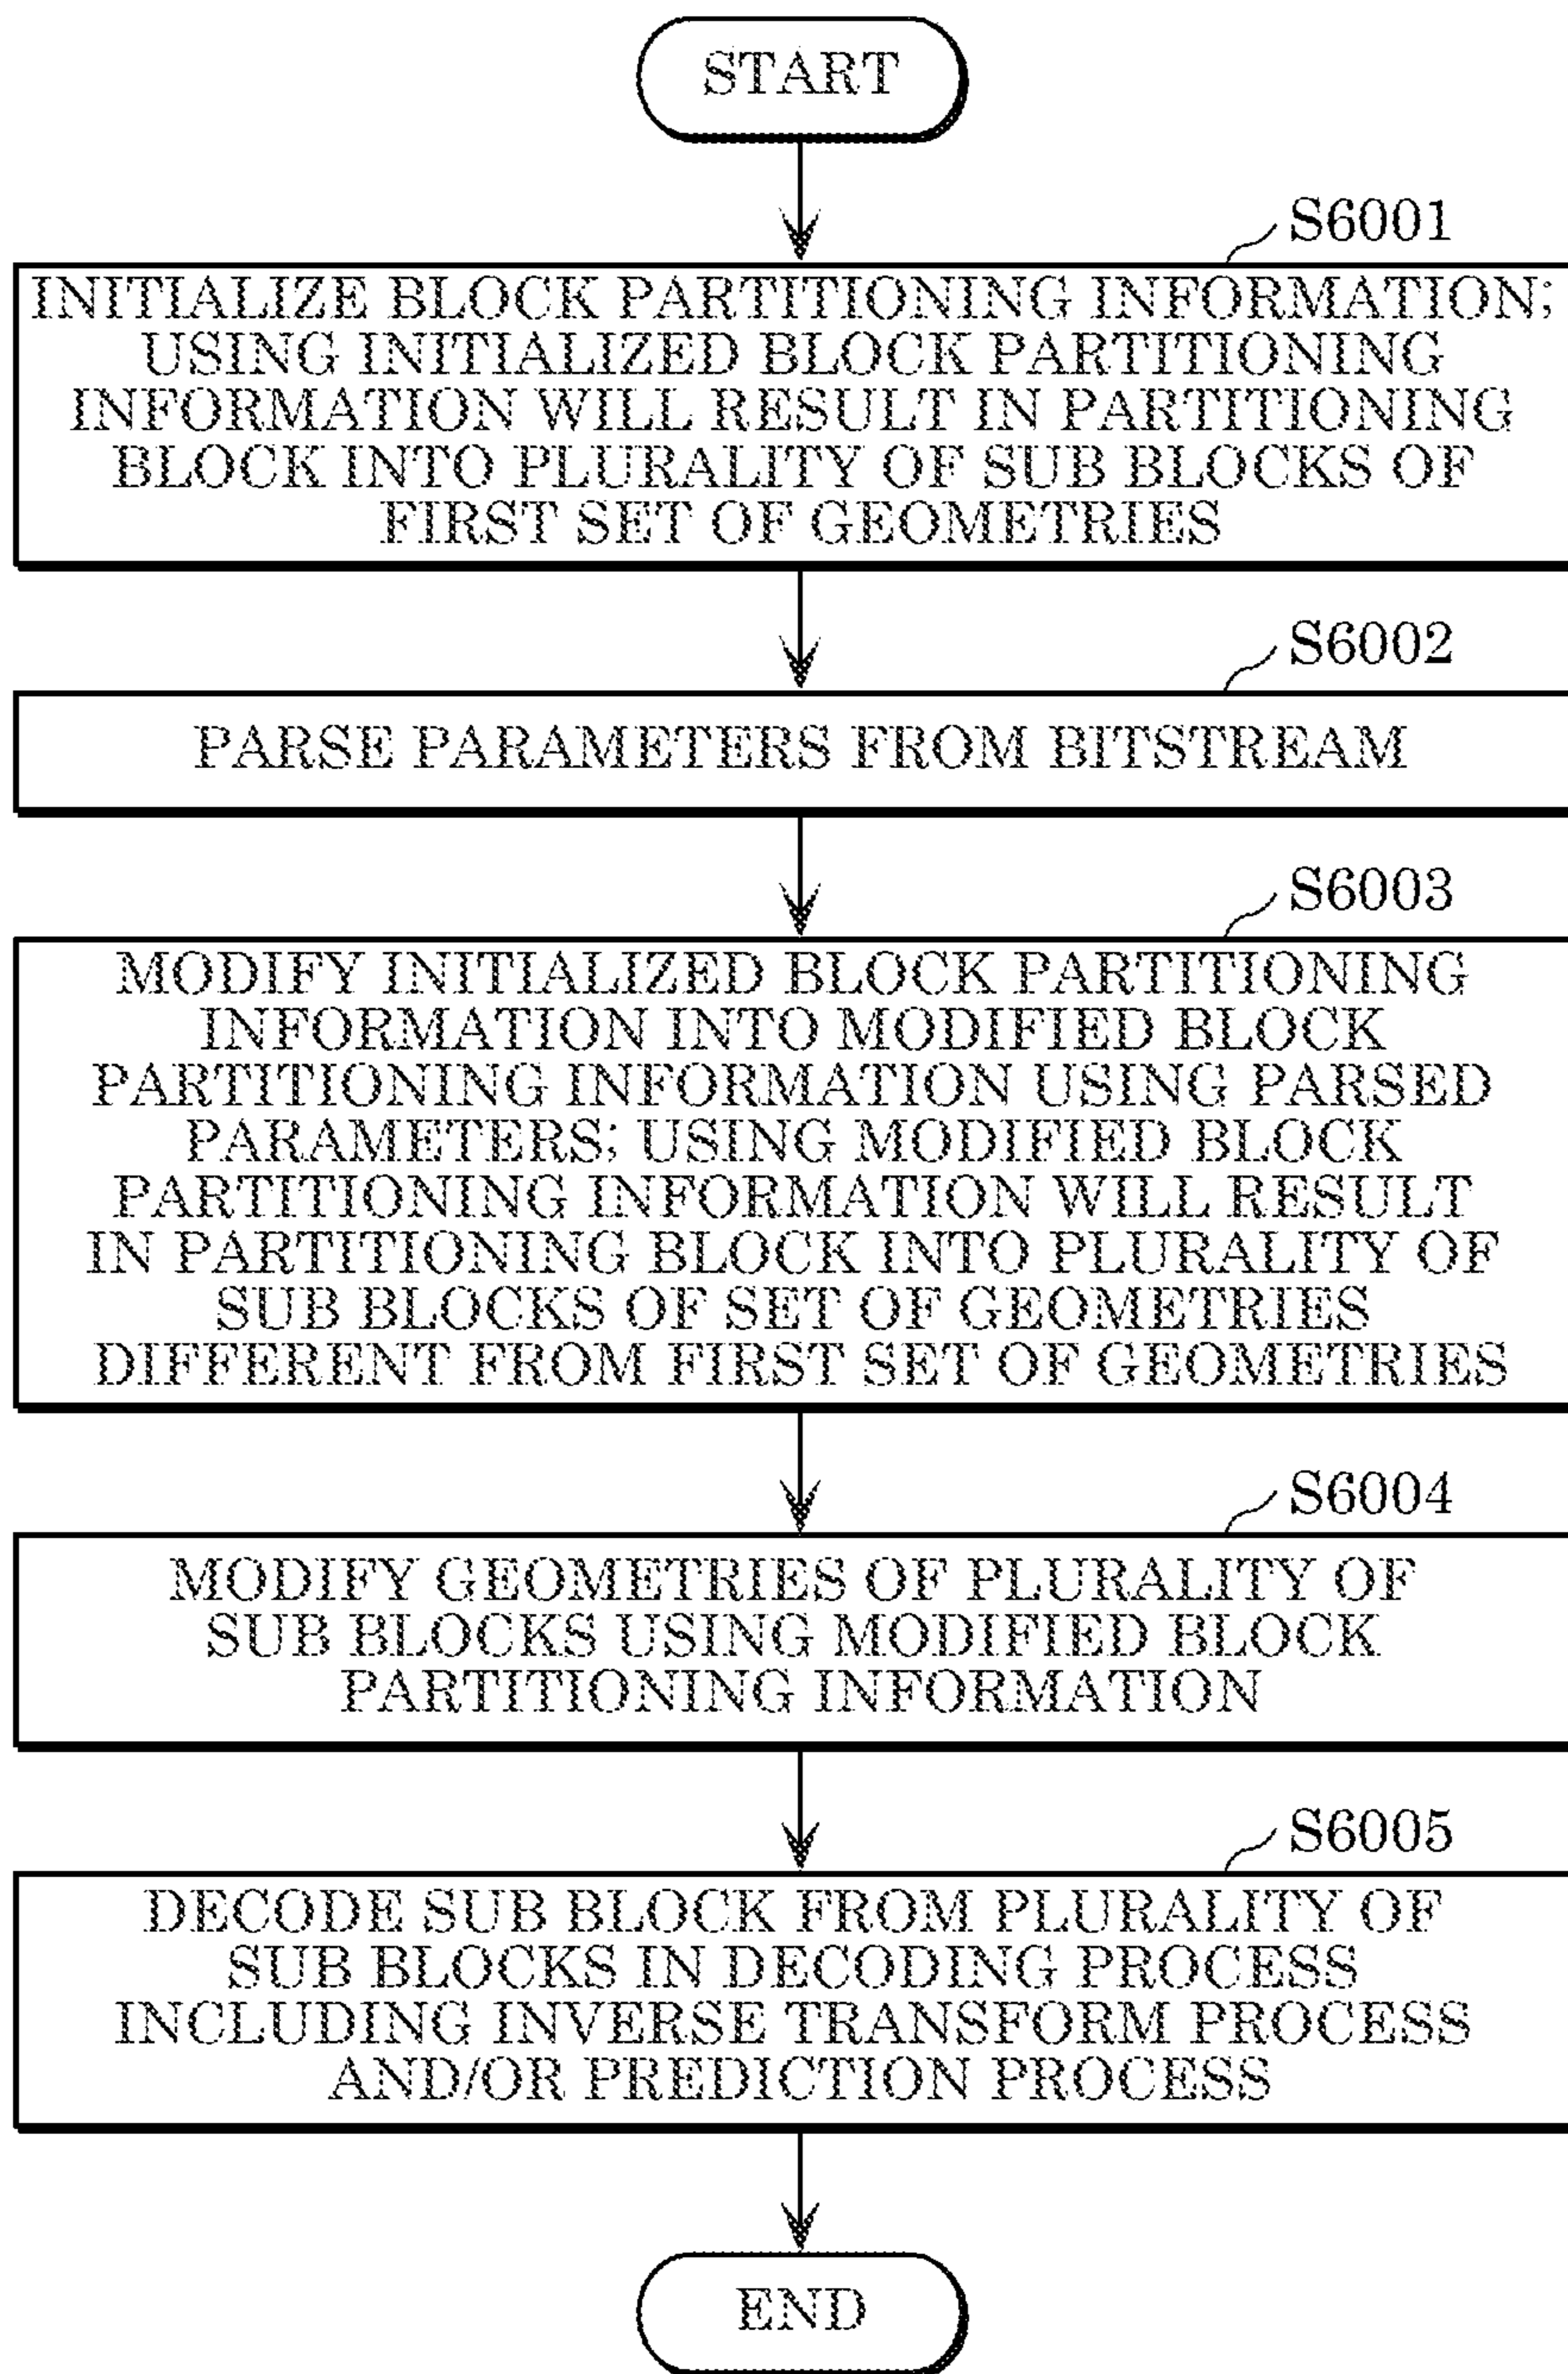 START
S6001
INITIALIZE BLOCK PARTITIONING INFORMATION;
USING INITIALIZED BLOCK PARTITIONING
INFORMATION WILL RESULT IN PARTITIONING
BLOCK INTO PLURALITY OF SUB BLOCKS OF
FIRST SET OF GEOMETRIES
S6002
PARSE PARAMETERS FROM BITSTREAM
S6003
MODIFY INITIALIZED BLOCK PARTITIONING
INFORMATION INTO MODIFIED BLOCK
PARTITIONING INFORMATION USING PARSED
PARAMETERS; USING MODIFIED BLOCK
PARTITIONING INFORMATION WILL RESULT
IN PARTITIONING BLOCK INTO PLURALITY OF
SUB BLOCKS OF SET OF GEOMETRIES
DIFFERENT FROM FIRST SET OF GEOMETRIES
S6004
MODIFY GEOMETRIES OF PLURALITY OF
SUB BLOCKS USING MODIFIED BLOCK
PARTITIONING INFORMATION
S6005
DECODE SUB BLOCK FROM PLURALITY OF
SUB BLOCKS IN DECODING PROCESS
INCLUDING INVERSE TRANSFORM PROCESS
AND/OR PREDICTION PROCESS
END